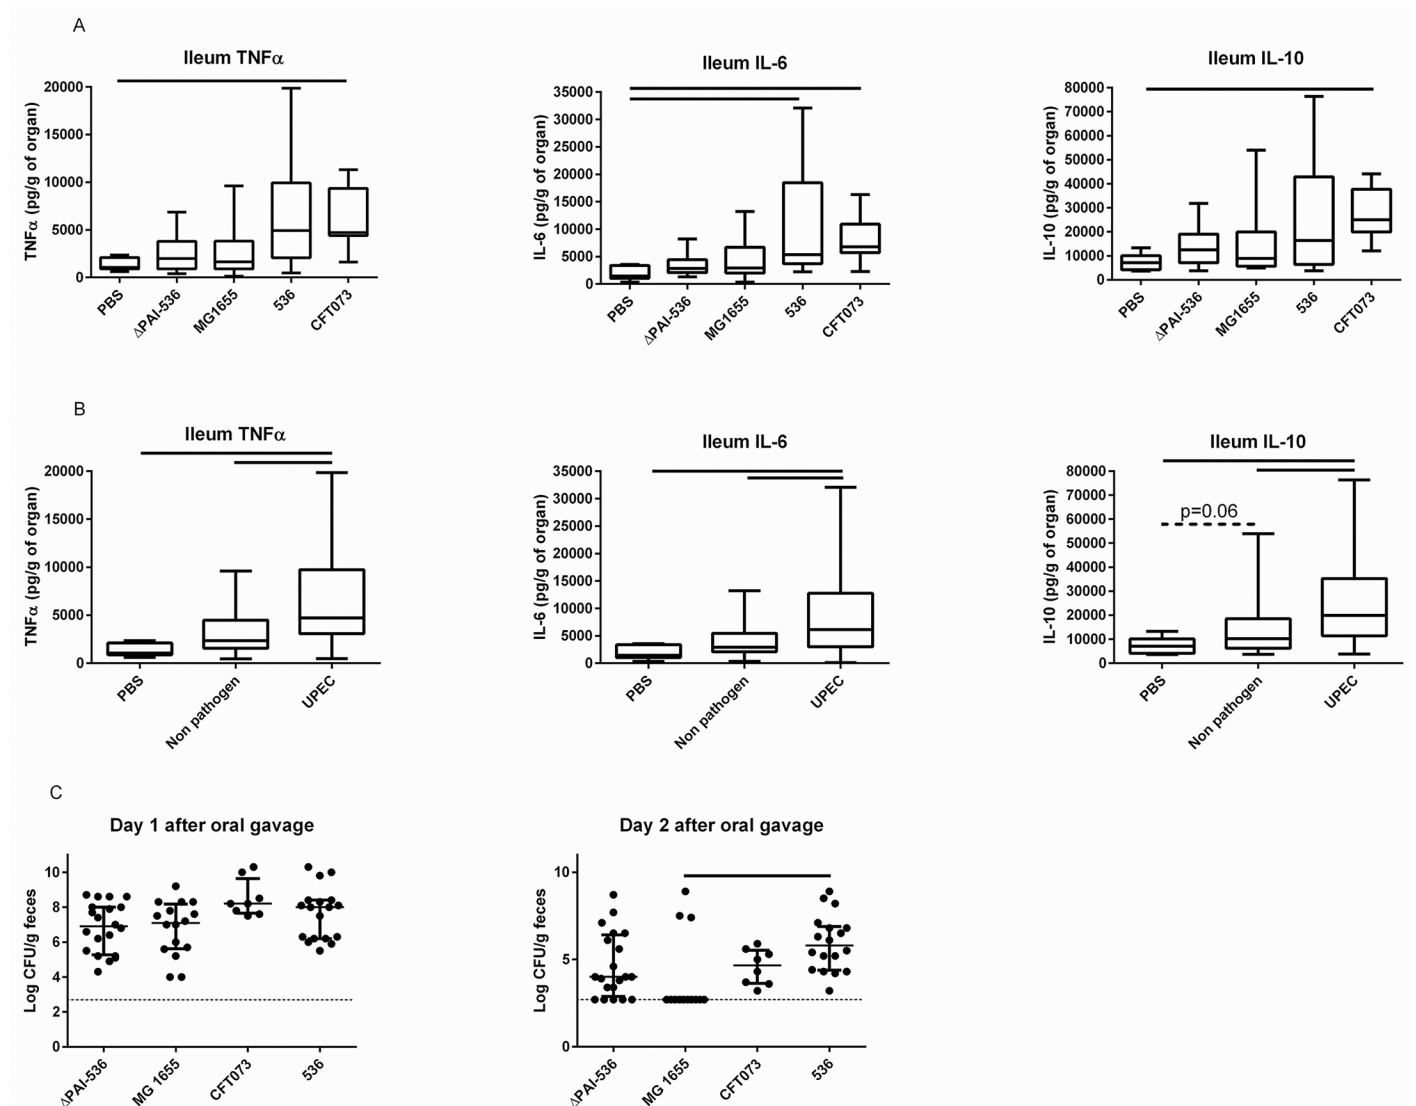 A
Ileum TNFα
TNFα (pg/g of organ)
20000
15000
10000
5000
0
PBS
ΔPAI-536
MG1655
536
CFT073
Ileum IL-6
IL-6 (pg/g of organ)
35000
30000
25000
20000
15000
10000
5000
0
PBS
ΔPAI-536
MG1655
536
CFT073
Ileum IL-10
IL-10 (pg/g of organ)
80000
70000
60000
50000
40000
30000
20000
10000
0
PBS
ΔPAI-536
MG1655
536
CFT073
B
Ileum TNFα
TNFα (pg/g of organ)
20000
15000
10000
5000
0
PBS
Non pathogen
UPEC
Ileum IL-6
IL-6 (pg/g of organ)
35000
30000
25000
20000
15000
10000
5000
0
PBS
Non pathogen
UPEC
Ileum IL-10
IL-10 (pg/g of organ)
80000
70000
60000
50000
40000
30000
20000
10000
0
p=0.06
PBS
Non pathogen
UPEC
C
Day 1 after oral gavage
Log CFU/g feces
10
8
6
4
2
0
ΔPAI-536
MG 1655
CFT073
536
Day 2 after oral gavage
Log CFU/g feces
10
5
0
ΔPAI-536
MG 1655
CFT073
536